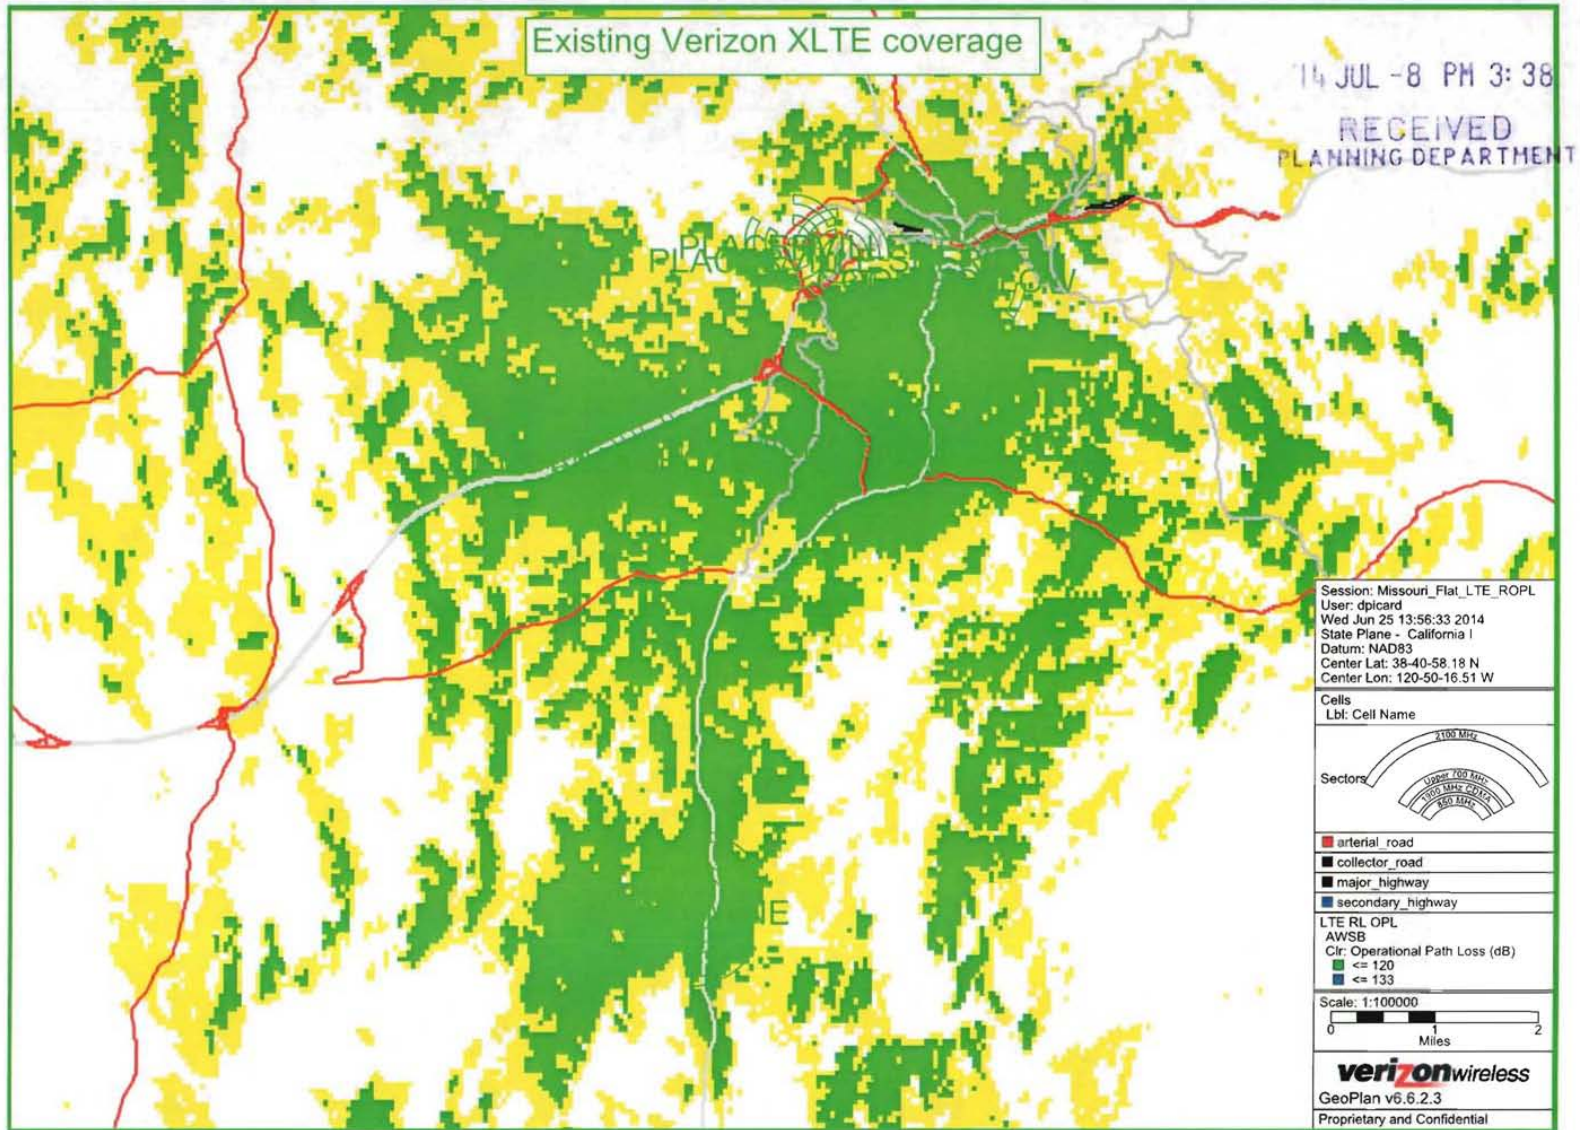 Existing Verizon XLTE coverage
14 JUL -8 PM 3:38
RECEIVED
PLANNING DEPARTMENT
Session: Missouri_Flat_LTE_ROPL
User: dpicard
Wed Jun 25 13:56:33 2014
State Plane - California I
Datum: NAD83
Center Lat: 38-40-58.18 N
Center Lon: 120-50-16.51 W
Cells
Lbl: Cell Name
2100 MHz
Sectors
Upper 700 MHz
1900 MHz CDMA
850 MHz
arterial_road
collector_road
major_highway
secondary_highway
LTE RL OPL
AWSB
Clr: Operational Path Loss (dB)
<= 120
<= 133
Scale: 1:100000
0 1 2
Miles
verizonwireless
GeoPlan v6.6.2.3
Proprietary and Confidential